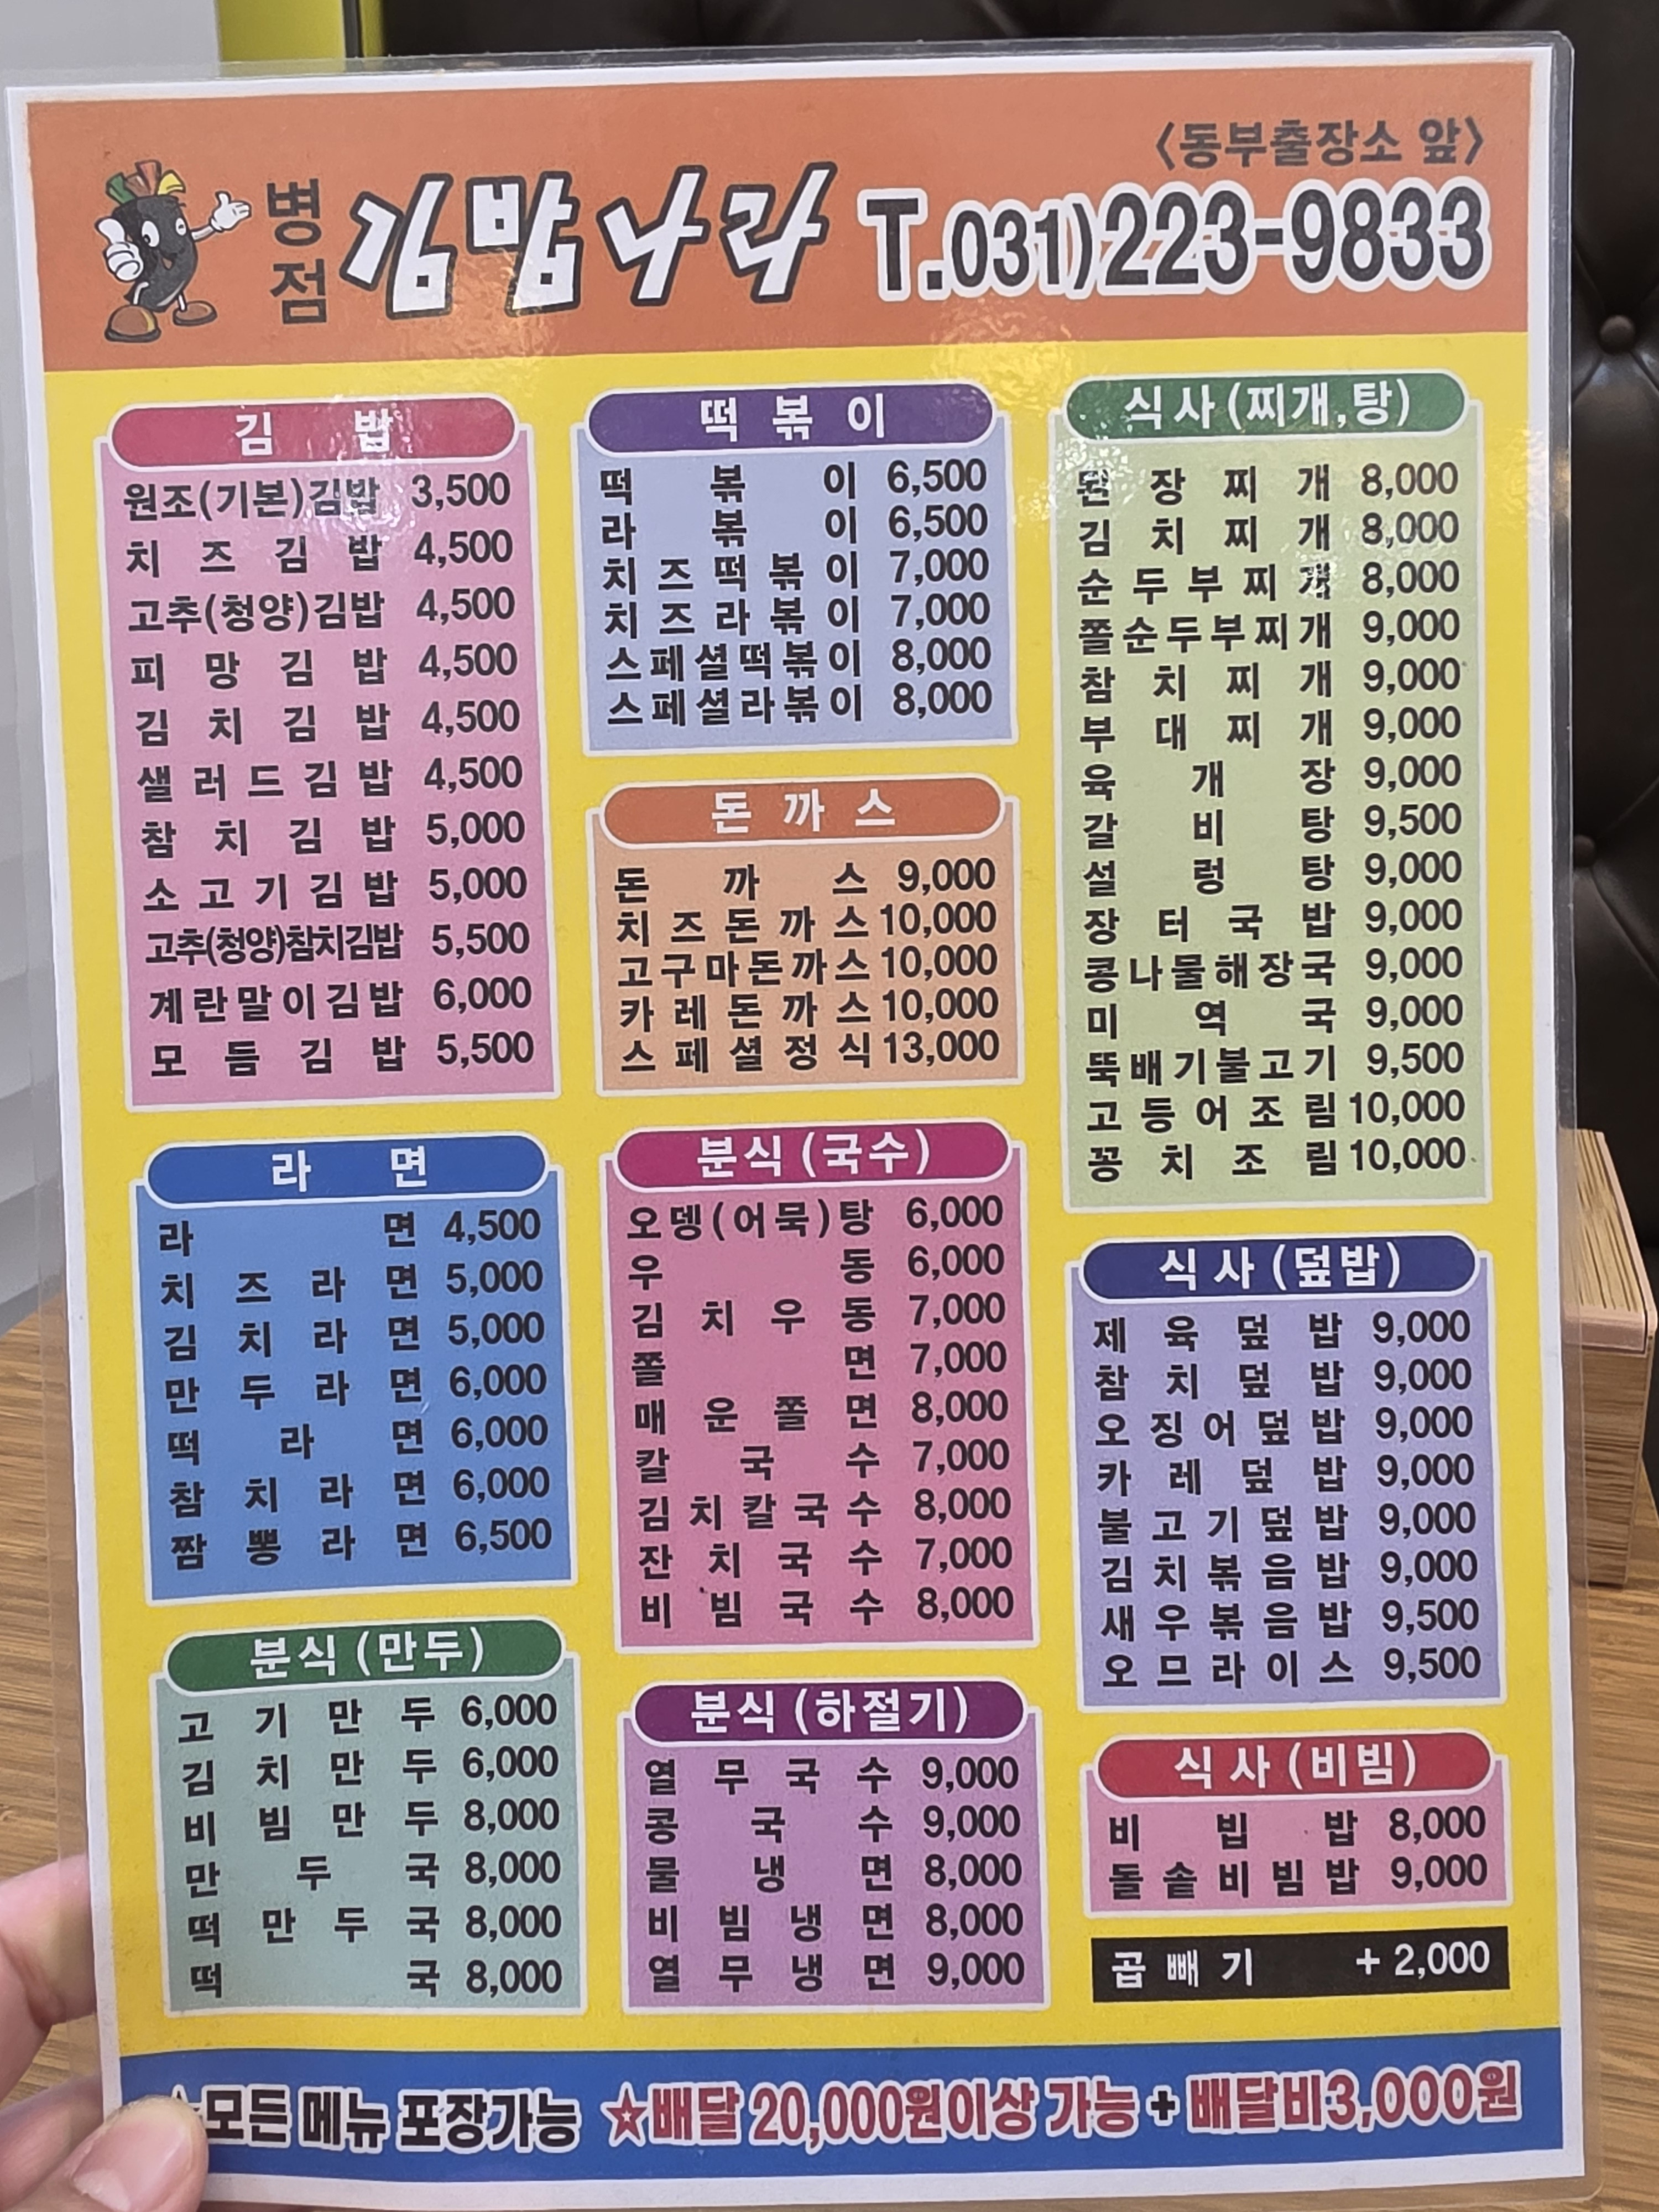 <동부출장소 앞>
병점 김밥나라 T.031)223-9833
김 밥
원조(기본)김밥 3,500
치즈김밥 4,500
고추(청양)김밥 4,500
피망김밥 4,500
김치김밥 4,500
샐러드김밥 4,500
참치김밥 5,000
소고기김밥 5,000
고추(청양)참치김밥 5,500
계란말이김밥 6,000
모듬김밥 5,500
라 면
라면 4,500
치즈라면 5,000
김치라면 5,000
만두라면 6,000
떡라면 6,000
참치라면 6,000
짬뽕라면 6,500
분식(만두)
고기만두 6,000
김치만두 6,000
비빔만두 8,000
만두국 8,000
떡만두국 8,000
떡국 8,000
떡볶이
떡볶이 6,500
라볶이 6,500
치즈떡볶이 7,000
치즈라볶이 7,000
스페셜떡볶이 8,000
스페셜라볶이 8,000
돈까스
돈까스 9,000
치즈돈까스 10,000
고구마돈까스 10,000
카레돈까스 10,000
스페셜정식 13,000
분식(국수)
오뎅(어묵)탕 6,000
우동 6,000
김치우동 7,000
쫄면 7,000
매운쫄면 8,000
칼국수 7,000
김치칼국수 8,000
잔치국수 7,000
비빔국수 8,000
분식(하절기)
열무국수 9,000
콩국수 9,000
물냉면 8,000
비빔냉면 8,000
열무냉면 9,000
식사(찌개,탕)
된장찌개 8,000
김치찌개 8,000
순두부찌개 8,000
쫄순두부찌개 9,000
참치찌개 9,000
부대찌개 9,000
육개장 9,000
갈비탕 9,500
설렁탕 9,000
장터국밥 9,000
콩나물해장국 9,000
미역국 9,000
뚝배기불고기 9,500
고등어조림 10,000
꽁치조림 10,000
식사(덮밥)
제육덮밥 9,000
참치덮밥 9,000
오징어덮밥 9,000
카레덮밥 9,000
불고기덮밥 9,000
김치볶음밥 9,000
새우볶음밥 9,500
오므라이스 9,500
식사(비빔)
비빕밥 8,000
돌솥비빔밥 9,000
곱빼기 + 2,000
☆모든 메뉴 포장가능 ☆배달 20,000원이상 가능 + 배달비3,000원